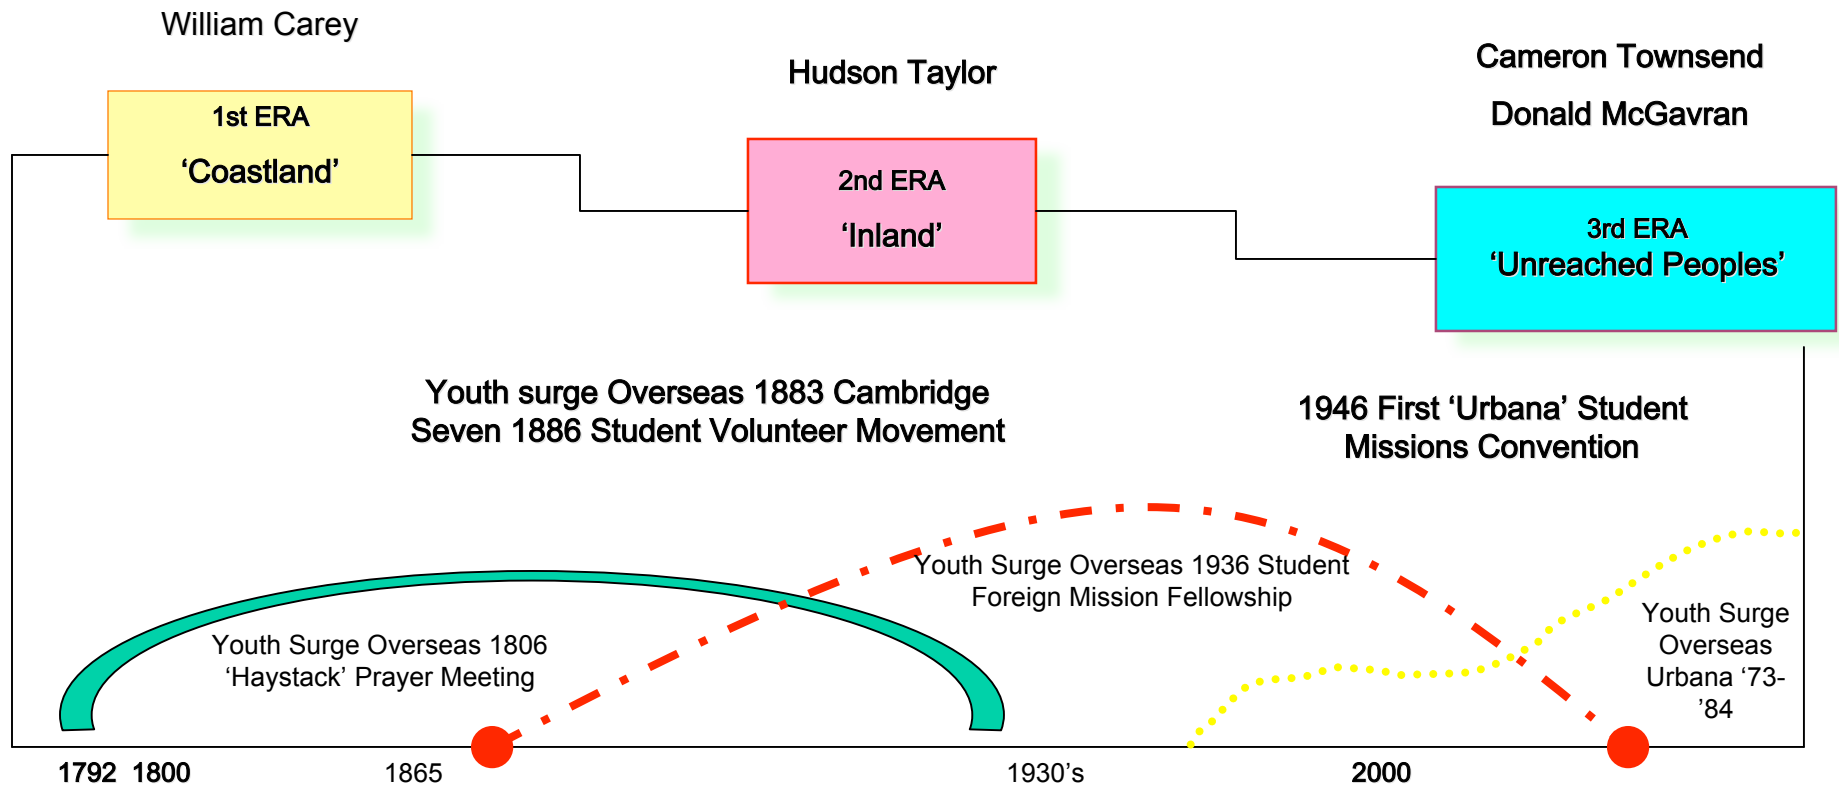 William Carey
Hudson Taylor
Cameron Townsend
Donald McGavran
1st ERA
‘Coastland’
2nd ERA
‘Inland’
3rd ERA
‘Unreached Peoples’
Youth surge Overseas 1883 Cambridge
Seven 1886 Student Volunteer Movement
1946 First ‘Urbana’ Student
Missions Convention
Youth Surge Overseas 1936 Student
Foreign Mission Fellowship
Youth Surge Overseas 1806
‘Haystack’ Prayer Meeting
Youth Surge
Overseas
Urbana ‘73-
’84
1792 1800 1865 1930's 2000